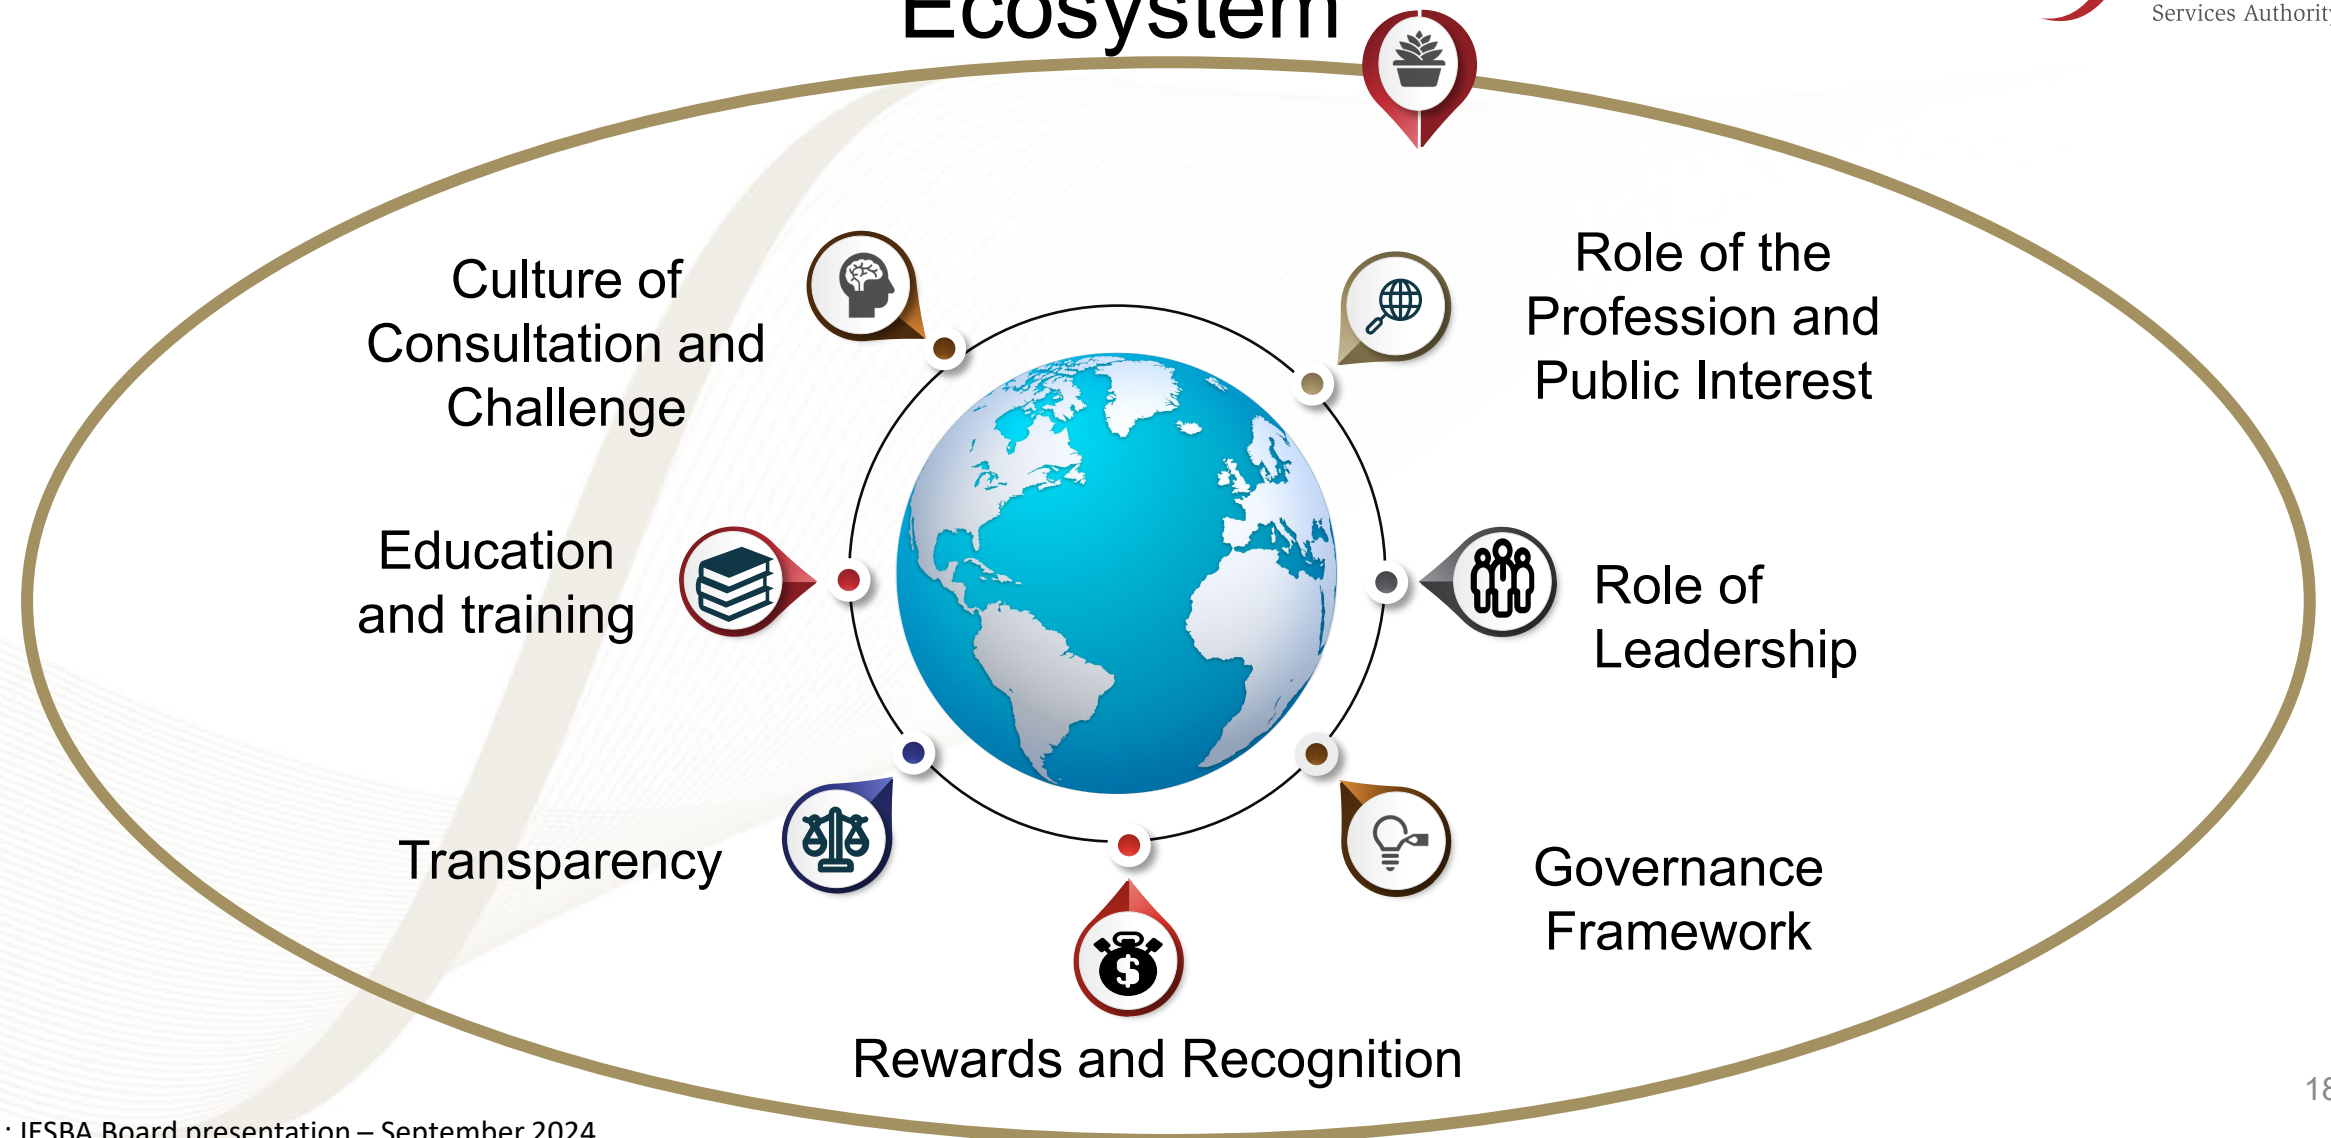 Ecosystem
Services Authority
Culture of
Consultation and
Challenge
Role of the
Profession and
Public Interest
Education
and training
Role of
Leadership
Transparency
Governance
Framework
$
Rewards and Recognition
18
: IESBA Board presentation – September 2024